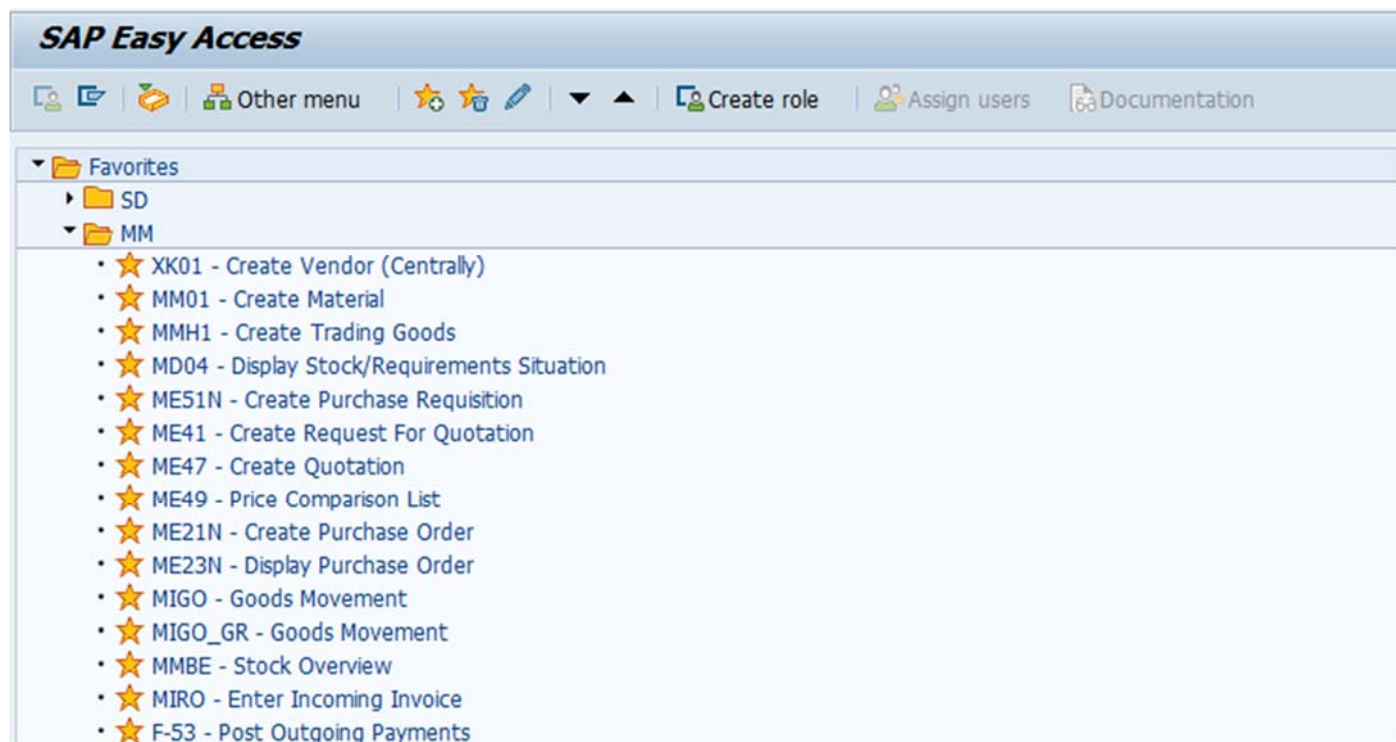 SAP Easy Access
Other menu Create role Assign users Documentation
Favorites
SD
MM
XK01 - Create Vendor (Centrally)
MM01 - Create Material
MMH1 - Create Trading Goods
MD04 - Display Stock/Requirements Situation
ME51N - Create Purchase Requisition
ME41 - Create Request For Quotation
ME47 - Create Quotation
ME49 - Price Comparison List
ME21N - Create Purchase Order
ME23N - Display Purchase Order
MIGO - Goods Movement
MIGO_GR - Goods Movement
MMBE - Stock Overview
MIRO - Enter Incoming Invoice
F-53 - Post Outgoing Payments